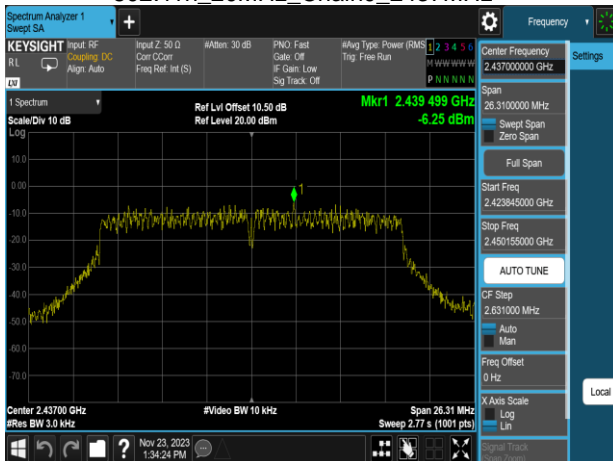 Spectrum Analyzer 1
Swept SA
Frequency
KEYSIGHT
RL
LXI
Input: RF
Coupling: DC
Align: Auto
Input Z: 50 Ω
Corr CCorr
Freq Ref: Int (S)
#Atten: 30 dB
PNO: Fast
Gate: Off
IF Gain: Low
Sig Track: Off
#Avg Type: Power (RMS
Trig: Free Run
1 2 3 4 5 6
M W W W W W
P N N N N N
Center Frequency
2.437000000 GHz
Settings
1 Spectrum
Scale/Div 10 dB
Ref Lvl Offset 10.50 dB
Ref Level 20.00 dBm
Mkr1 2.439 499 GHz
-6.25 dBm
Span
26.3100000 MHz
Swept Span
Zero Span
Log
10.0
0.00
-10.0
-20.0
-30.0
-40.0
-50.0
-60.0
-70.0
1
Full Span
Start Freq
2.423845000 GHz
Stop Freq
2.450155000 GHz
AUTO TUNE
CF Step
2.631000 MHz
Auto
Man
Freq Offset
0 Hz
X Axis Scale
Log
Lin
Local
Signal Track
(Span Zoom)
Center 2.43700 GHz
#Res BW 3.0 kHz
#Video BW 10 kHz
Span 26.31 MHz
Sweep 2.77 s (1001 pts)
?
Nov 23, 2023
1:34:24 PM